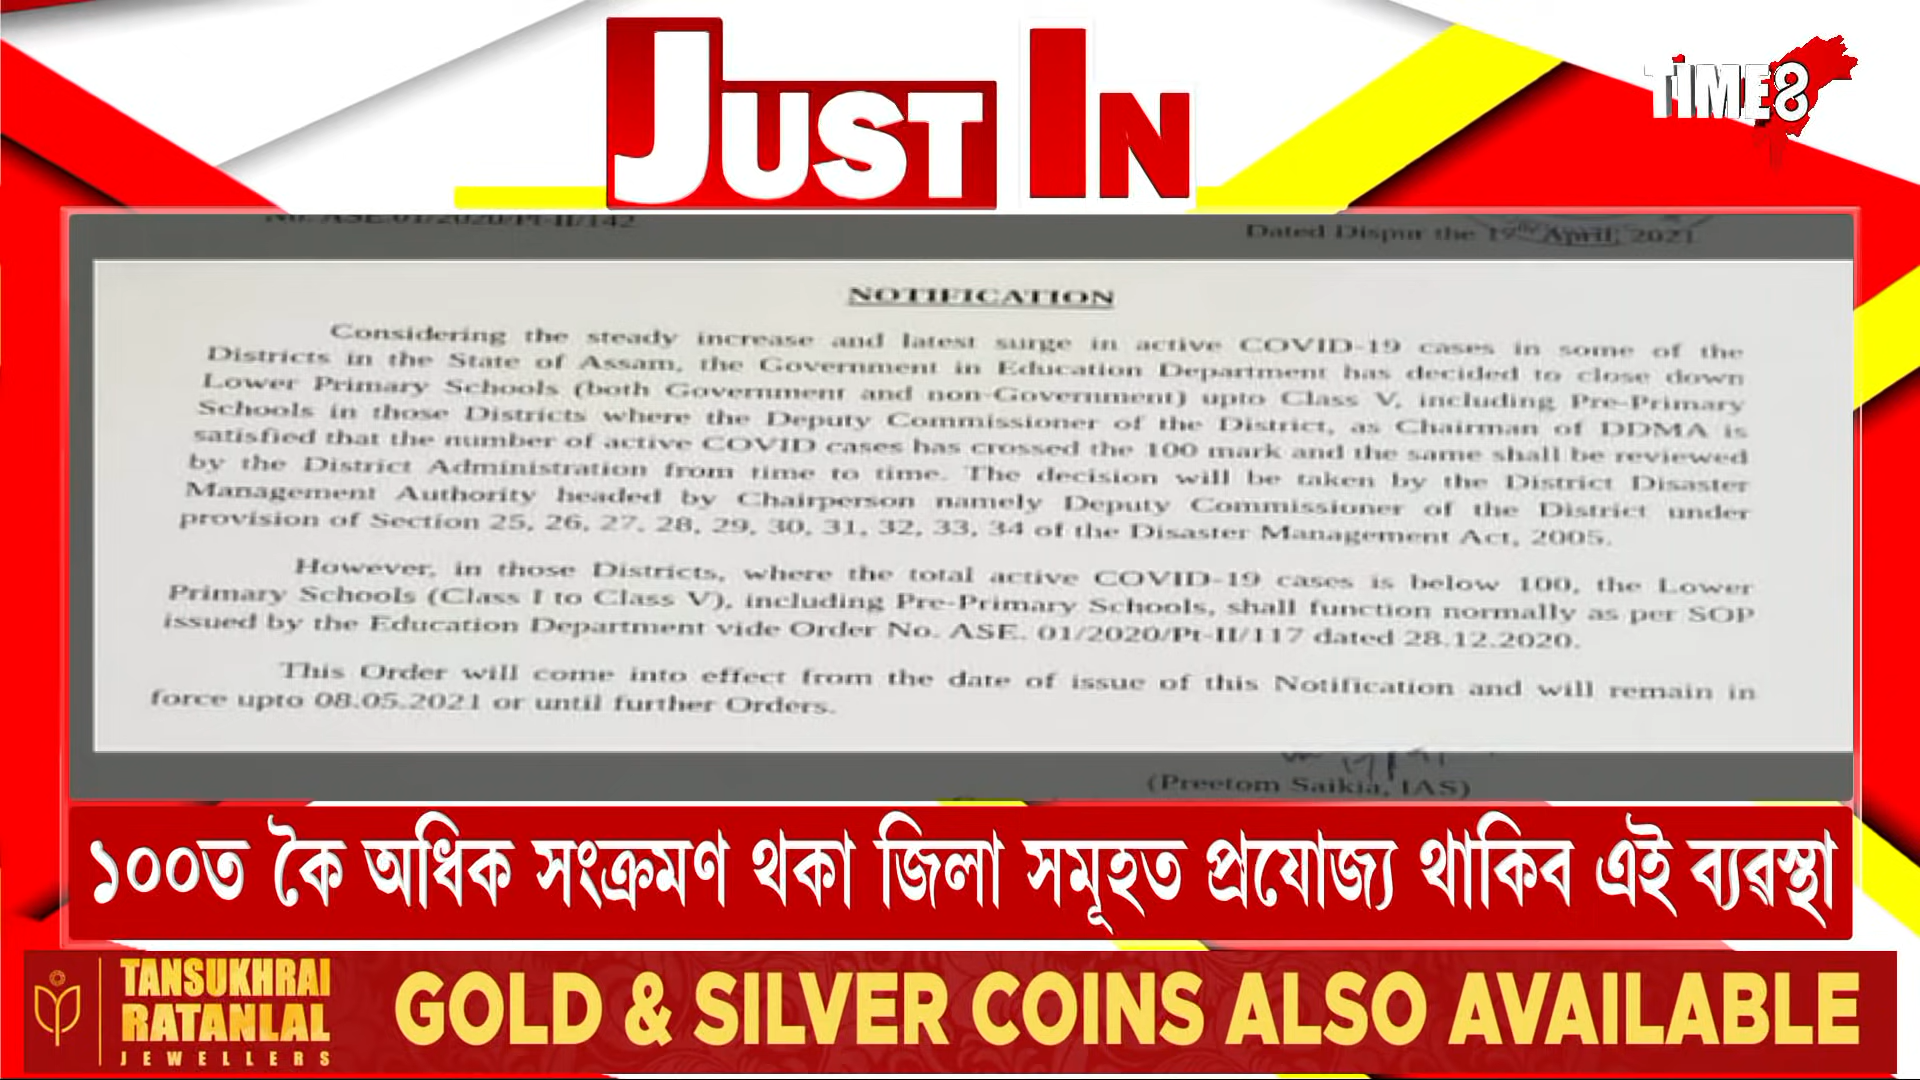 JUST IN
TIME8
No. ASE.01/2020/Pt-II/142
Dated Dispur the 19th April, 2021
NOTIFICATION
Considering the steady increase and latest surge in active COVID-19 cases in some of the
Districts in the State of Assam, the Government in Education Department has decided to close down
Lower Primary Schools (both Government and non-Government) upto Class V, including Pre-Primary
Schools in those Districts where the Deputy Commissioner of the District, as Chairman of DDMA is
satisfied that the number of active COVID cases has crossed the 100 mark and the same shall be reviewed
by the District Administration from time to time. The decision will be taken by the District Disaster
Management Authority headed by Chairperson namely Deputy Commissioner of the District under
provision of Section 25, 26, 27, 28, 29, 30, 31, 32, 33, 34 of the Disaster Management Act, 2005.
However, in those Districts, where the total active COVID-19 cases is below 100, the Lower
Primary Schools (Class I to Class V), including Pre-Primary Schools, shall function normally as per SOP
issued by the Education Department vide Order No. ASE. 01/2020/Pt-II/117 dated 28.12.2020.
This Order will come into effect from the date of issue of this Notification and will remain in
force upto 08.05.2021 or until further Orders.
(Preetom Saikia, IAS)
১০০ত কৈ অধিক সংক্ৰমণ থকা জিলা সমূহত প্ৰযোজ্য থাকিব এই ব্যৱস্থা
TANSUKHRAI
RATANLAL
JEWELLERS
GOLD & SILVER COINS ALSO AVAILABLE